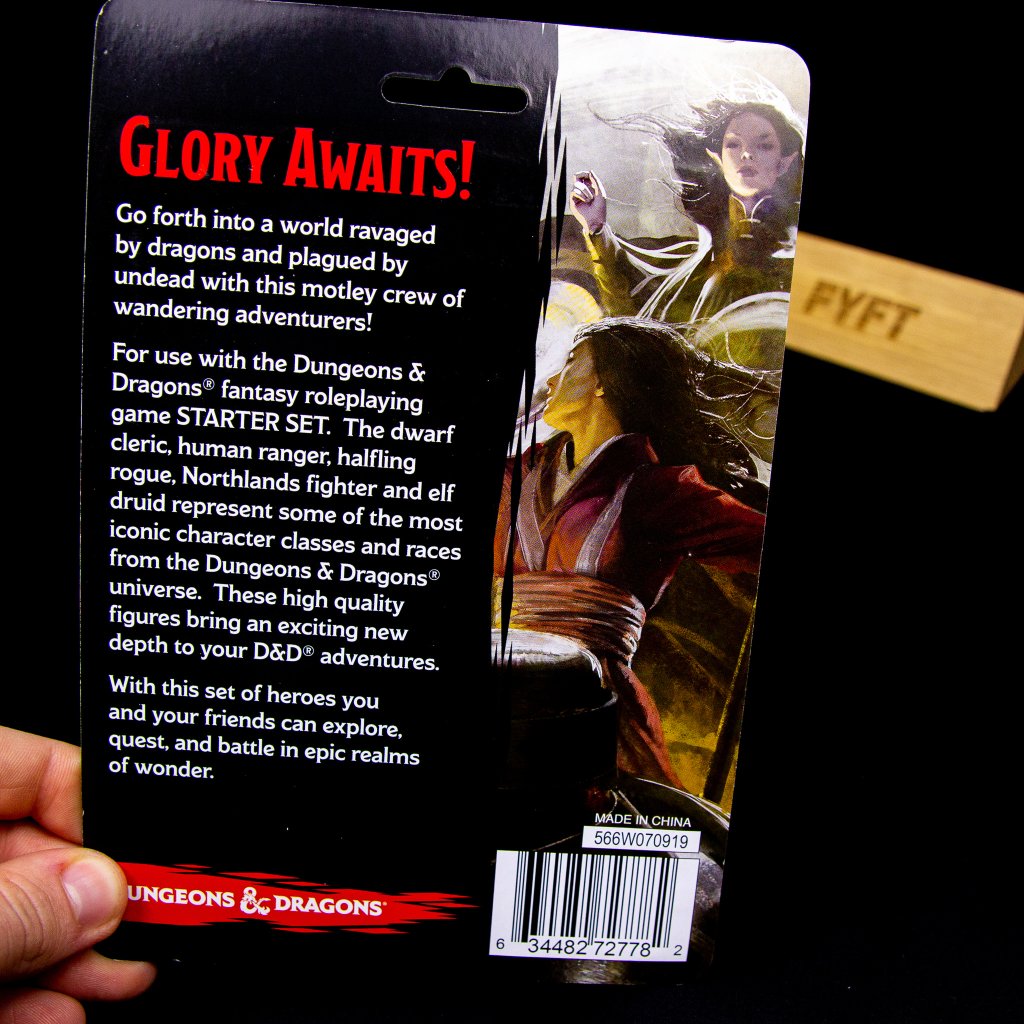 GLORY AWAITS!
Go forth into a world ravaged
by dragons and plagued by
undead with this motley crew of
wandering adventurers!
For use with the Dungeons &
Dragons® fantasy roleplaying
game STARTER SET. The dwarf
cleric, human ranger, halfling
rogue, Northlands fighter and elf
druid represent some of the most
iconic character classes and races
from the Dungeons & Dragons®
universe. These high quality
figures bring an exciting new
depth to your D&D® adventures.
With this set of heroes you
and your friends can explore,
quest, and battle in epic realms
of wonder.
UNGEONS & DRAGONS®
MADE IN CHINA
566W070919
6 34482 72778 2
FYFT